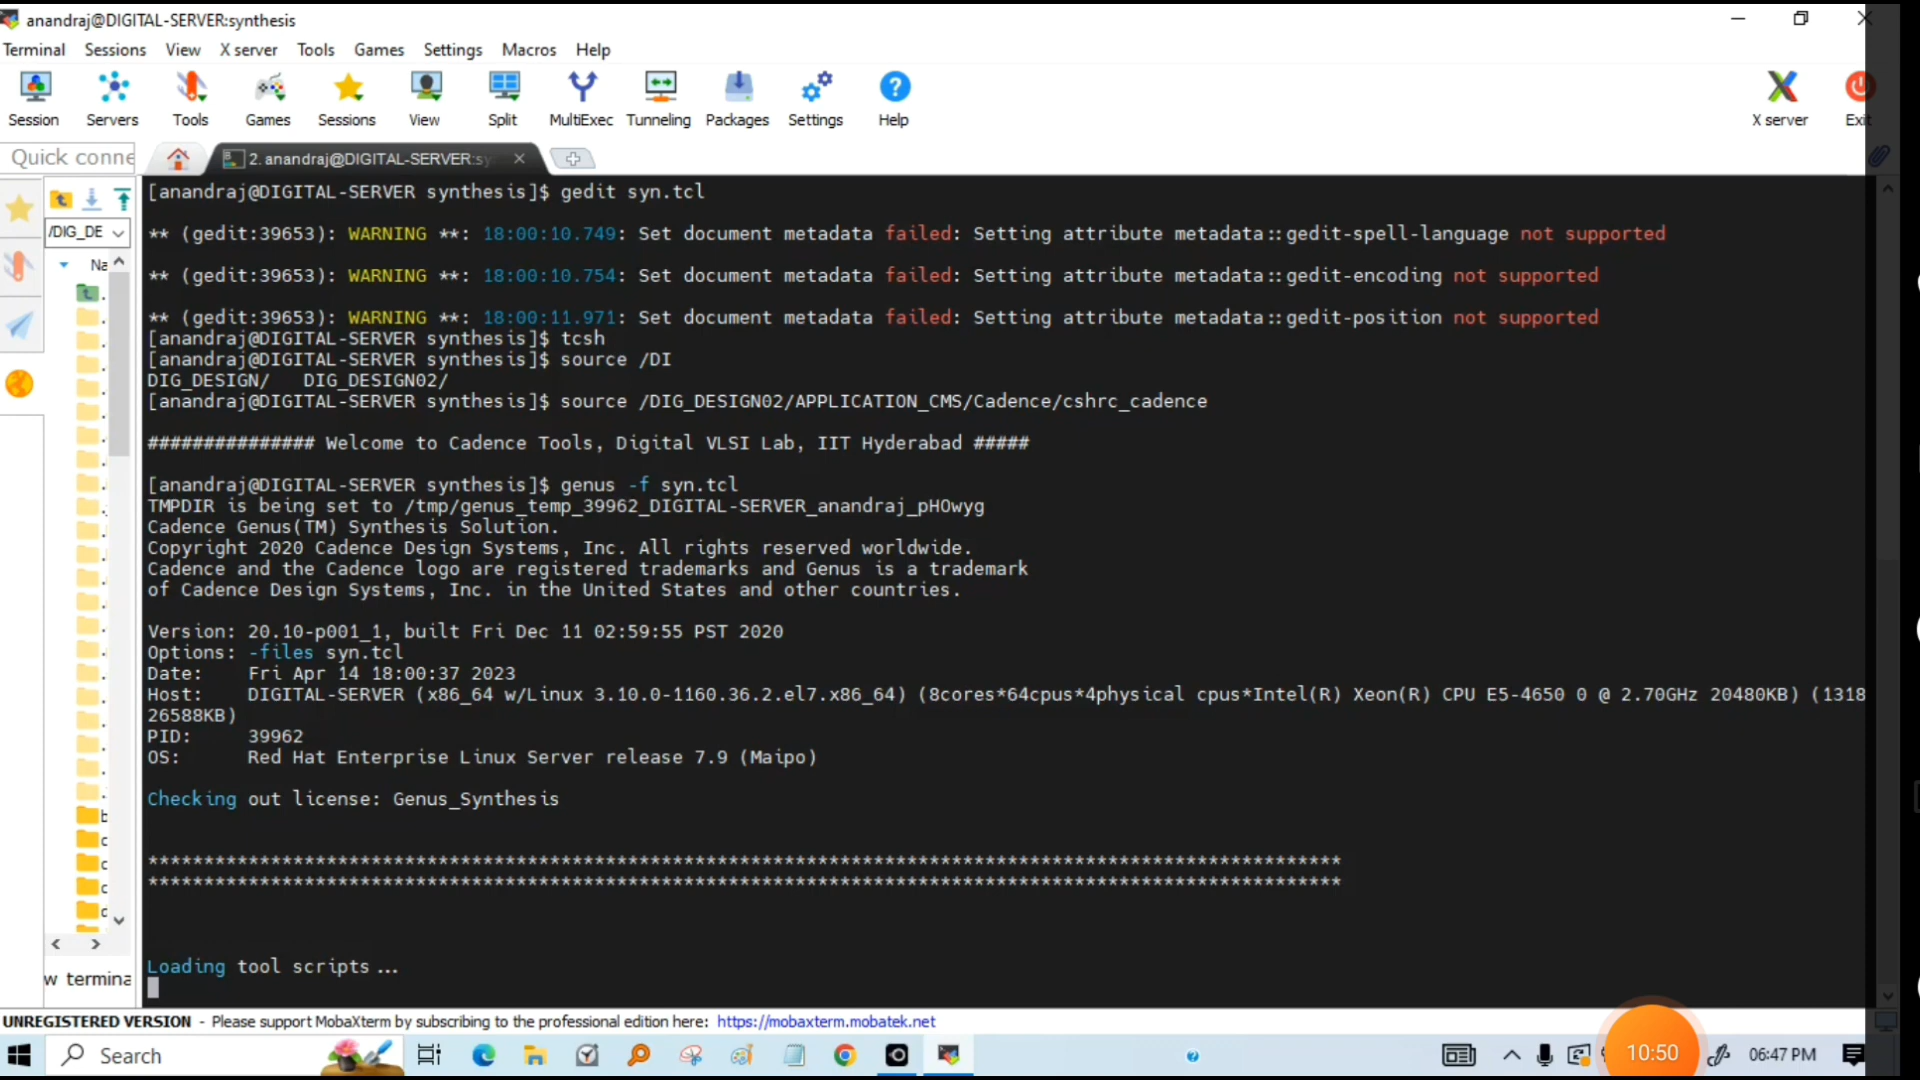 anandraj@DIGITAL-SERVER:synthesis
Terminal Sessions View X server Tools Games Settings Macros Help
Session Servers Tools Games Sessions View Split MultiExec Tunneling Packages Settings Help X server Exit
Quick conne
2. anandraj@DIGITAL-SERVER:sy
/DIG_DE
Na
[anandraj@DIGITAL-SERVER synthesis]$ gedit syn.tcl
** (gedit:39653): WARNING **: 18:00:10.749: Set document metadata failed: Setting attribute metadata::gedit-spell-language not supported
** (gedit:39653): WARNING **: 18:00:10.754: Set document metadata failed: Setting attribute metadata::gedit-encoding not supported
** (gedit:39653): WARNING **: 18:00:11.971: Set document metadata failed: Setting attribute metadata::gedit-position not supported
[anandraj@DIGITAL-SERVER synthesis]$ tcsh
[anandraj@DIGITAL-SERVER synthesis]$ source /DI
DIG_DESIGN/ DIG_DESIGN02/
[anandraj@DIGITAL-SERVER synthesis]$ source /DIG_DESIGN02/APPLICATION_CMS/Cadence/cshrc_cadence
############### Welcome to Cadence Tools, Digital VLSI Lab, IIT Hyderabad #####
[anandraj@DIGITAL-SERVER synthesis]$ genus -f syn.tcl
TMPDIR is being set to /tmp/genus_temp_39962_DIGITAL-SERVER_anandraj_pHOwyg
Cadence Genus(TM) Synthesis Solution.
Copyright 2020 Cadence Design Systems, Inc. All rights reserved worldwide.
Cadence and the Cadence logo are registered trademarks and Genus is a trademark
of Cadence Design Systems, Inc. in the United States and other countries.
Version: 20.10-p001_1, built Fri Dec 11 02:59:55 PST 2020
Options: -files syn.tcl
Date: Fri Apr 14 18:00:37 2023
Host: DIGITAL-SERVER (x86_64 w/Linux 3.10.0-1160.36.2.el7.x86_64) (8cores*64cpus*4physical cpus*Intel(R) Xeon(R) CPU E5-4650 0 @ 2.70GHz 20480KB) (1318
26588KB)
PID: 39962
OS: Red Hat Enterprise Linux Server release 7.9 (Maipo)
Checking out license: Genus_Synthesis
***********************************************************************************************************
***********************************************************************************************************
Loading tool scripts...
w termina
UNREGISTERED VERSION - Please support MobaXterm by subscribing to the professional edition here: https://mobaxterm.mobatek.net
Search
10:50
06:47 PM